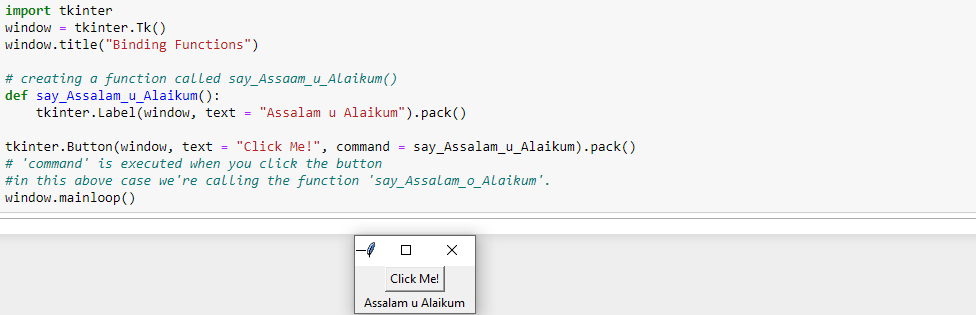 import tkinter
window = tkinter.Tk()
window.title("Binding Functions")
# creating a function called say_Assaam_u_Alaikum()
def say_Assalam_u_Alaikum():
    tkinter.Label(window, text = "Assalam u Alaikum").pack()
tkinter.Button(window, text = "Click Me!", command = say_Assalam_u_Alaikum).pack()
# 'command' is executed when you click the button
#in this above case we're calling the function 'say_Assalam_o_Alaikum'.
window.mainloop()
Click Me!
Assalam u Alaikum